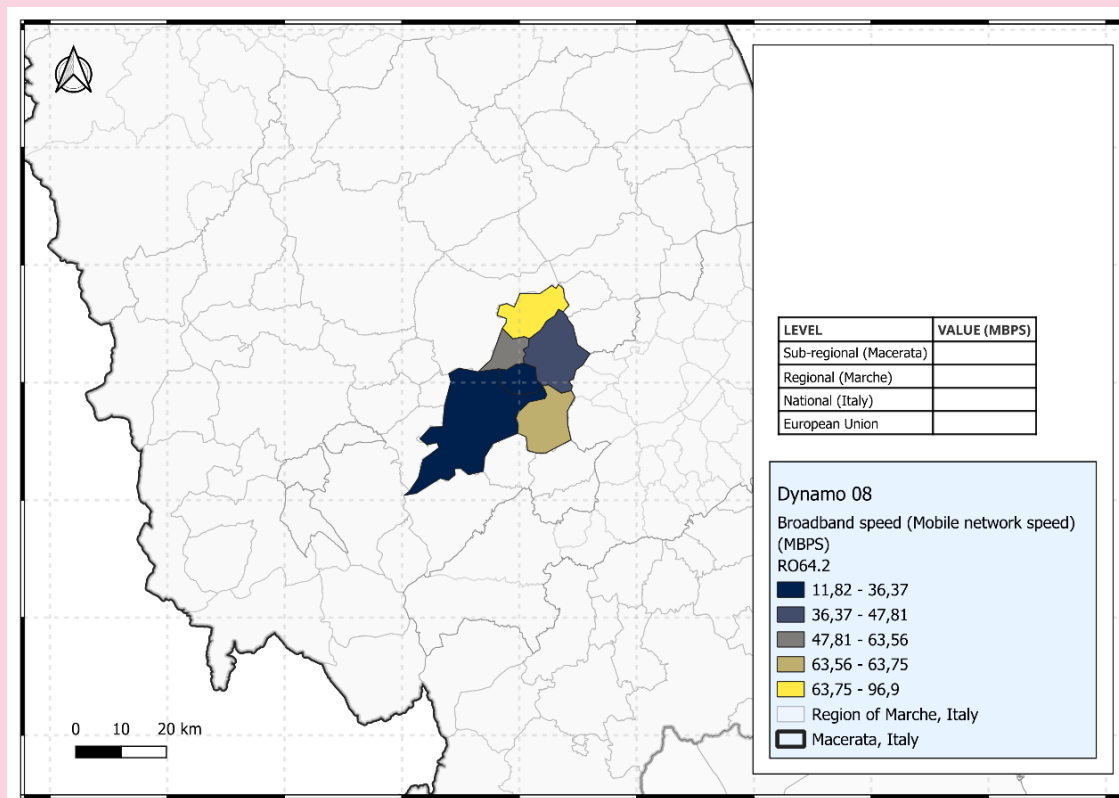 LEVEL VALUE (MBPS)
Sub-regional (Macerata)
Regional (Marche)
National (Italy)
European Union
Dynamo 08
Broadband speed (Mobile network speed)
(MBPS)
RO64.2
11,82 - 36,37
36,37 - 47,81
47,81 - 63,56
63,56 - 63,75
63,75 - 96,9
Region of Marche, Italy
Macerata, Italy
0 10 20 km